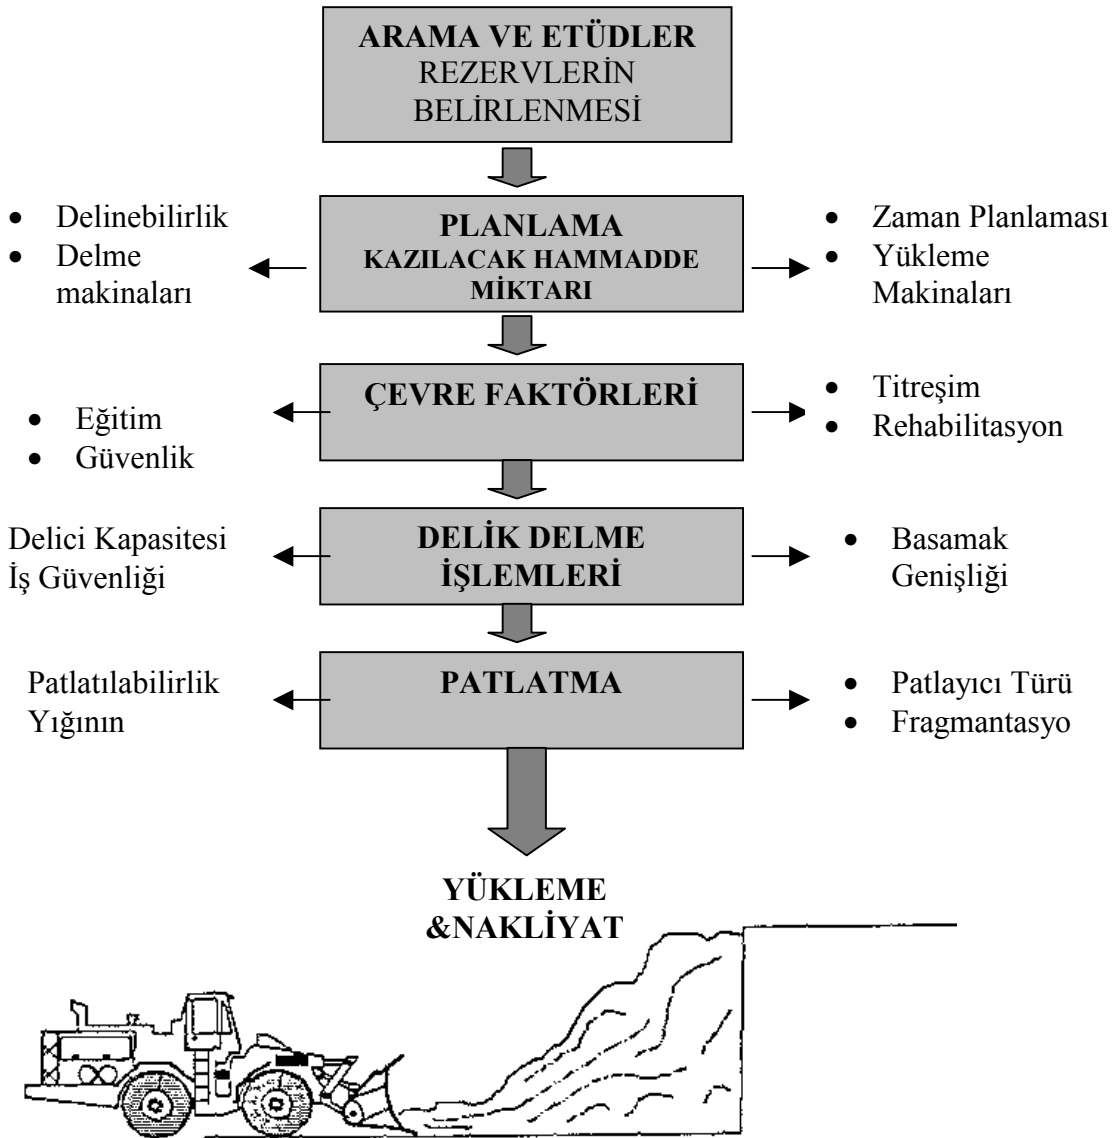 ARAMA VE ETÜDLER
REZERVLERİN
BELİRLENMESİ
• Delinebilirlik
• Delme
makinaları
PLANLAMA
KAZILACAK HAMMADDE
MİKTARI
• Zaman Planlaması
• Yükleme
Makinaları
• Eğitim
• Güvenlik
ÇEVRE FAKTÖRLERİ
• Titreşim
• Rehabilitasyon
Delici Kapasitesi
İş Güvenliği
DELİK DELME
İŞLEMLERİ
• Basamak
Genişliği
Patlatılabilirlik
Yığının
PATLATMA
• Patlayıcı Türü
• Fragmantasyo
YÜKLEME
&NAKLİYAT